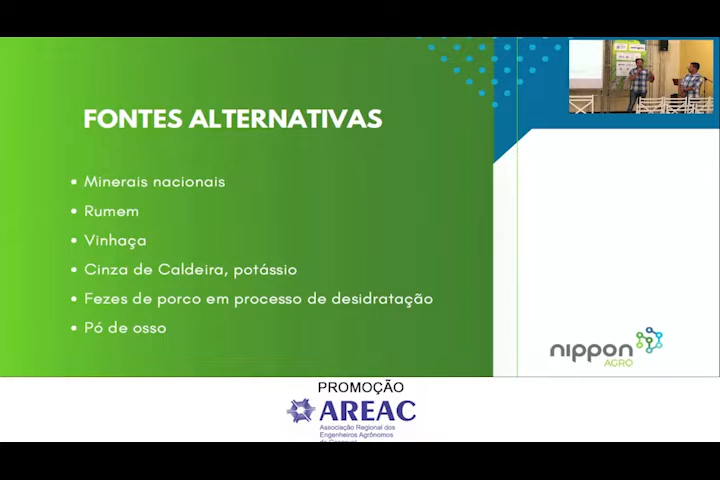 FONTES ALTERNATIVAS
• Minerais nacionais
• Rumem
• Vinhaça
• Cinza de Caldeira, potássio
• Fezes de porco em processo de desidratação
• Pó de osso
nippon
AGRO
PROMOÇÃO
AREAC
Associação Regional dos
Engenheiros Agrônomos